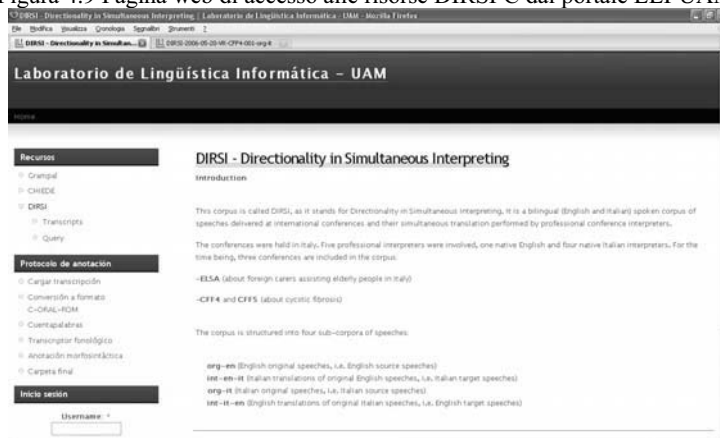 Figura 4.9 Pagina web di accesso alle risorse DIRSI-C dal portale LLI-UAM
DIRSI - Directionality in Simultaneous Interpreting | Laboratorio de Lingüística Informática - UAM - Mozilla Firefox
File Modifica Visualizza Cronologia Segnalibri Strumenti ?
DIRSI - Directionality in Simultan... DIRSI-2006-05-20-VR-CFF4-001-org-it
Laboratorio de Lingüística Informática - UAM
Home
Recursos
Grampal
CHIEDE
DIRSI
Transcripts
Query
Protocolo de anotación
Cargar transcripción
Conversión a formato
C-ORAL-ROM
Cuentapalabras
Transcriptor fonológico
Anotación morfosintáctica
Carpeta final
Inicio sesión
Username: *
DIRSI - Directionality in Simultaneous Interpreting
Introduction
This corpus is called DIRSI, as it stands for Directionality in Simultaneous Interpreting. It is a bilingual (English and Italian) spoken corpus of
speeches delivered at international conferences and their simultaneous translation performed by professional conference interpreters.
The conferences were held in Italy. Five professional interpreters were involved, one native English and four native Italian interpreters. For the
time being, three conferences are included in the corpus:
-ELSA (about foreign carers assisting elderly people in Italy)
-CFF4 and CFF5 (about cycstic fibrosis)
The corpus is structured into four sub-corpora of speeches:
org-en (English original speeches, i.e. English source speeches)
int-en-it (Italian translations of original English speeches, i.e. Italian target speeches)
org-it (Italian original speeches, i.e. Italian source speeches)
int-it-en (English translations of original Italian speeches, i.e. English target speeches)